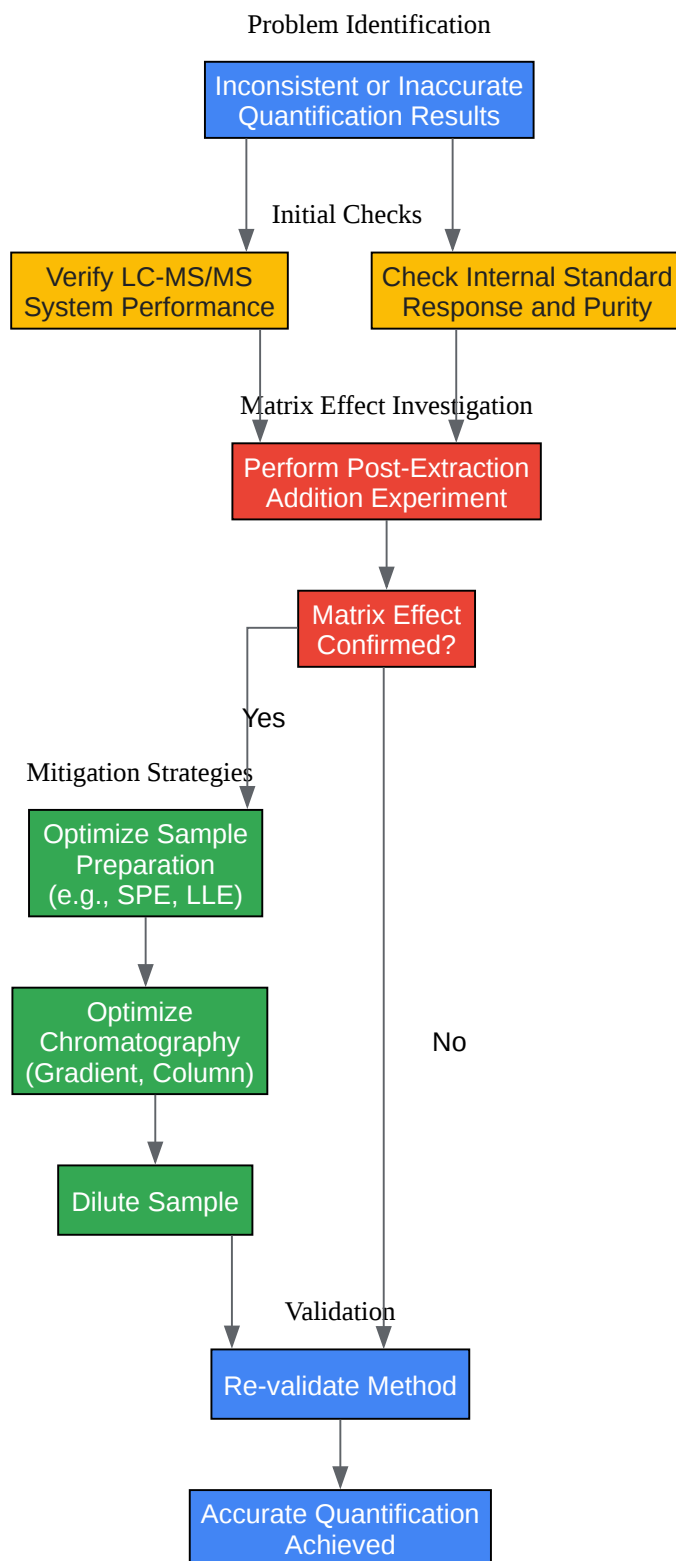 Problem Identification
Inconsistent or Inaccurate
Quantification Results
Initial Checks
Verify LC-MS/MS
System Performance
Check Internal Standard
Response and Purity
Matrix Effect Investigation
Perform Post-Extraction
Addition Experiment
Matrix Effect
Confirmed?
Yes
Mitigation Strategies
Optimize Sample
Preparation
(e.g., SPE, LLE)
Optimize
Chromatography
(Gradient, Column)
No
Dilute Sample
Validation
Re-validate Method
Accurate Quantification
Achieved